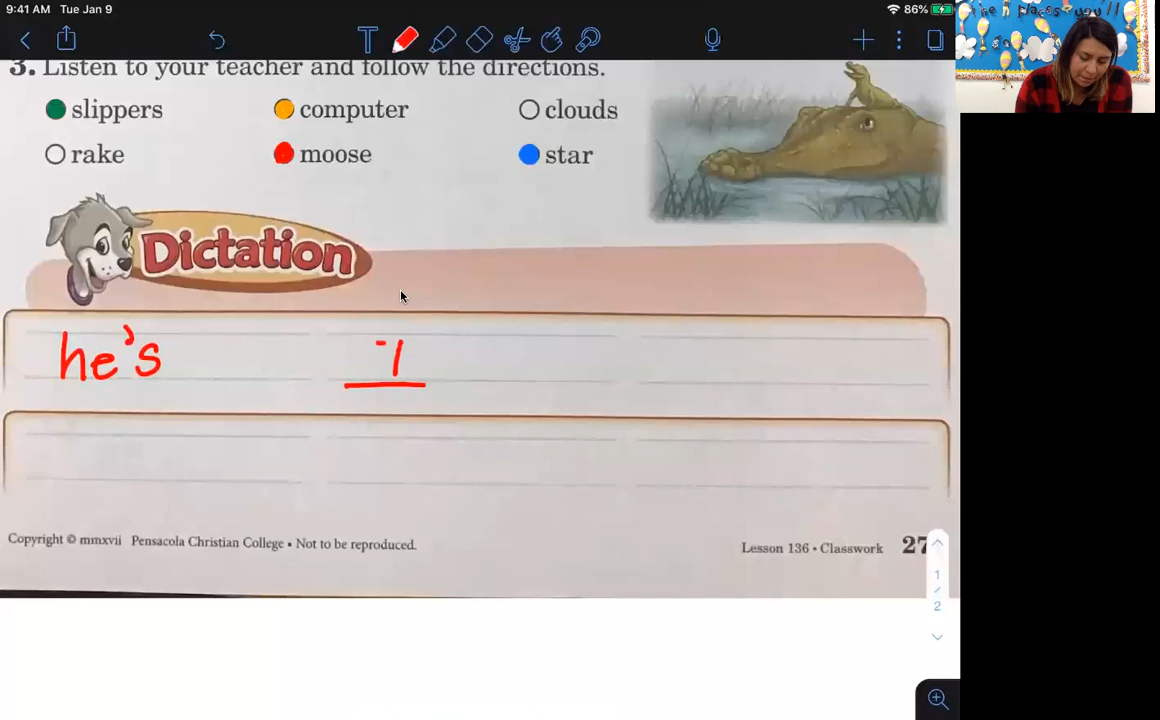 9:41 AM Tue Jan 9 86%
3. Listen to your teacher and follow the directions.
slippers computer clouds
rake moose star
Dictation
he's
Copyright © mmxvii Pensacola Christian College • Not to be reproduced.
Lesson 136 • Classwork 27
1
/
2